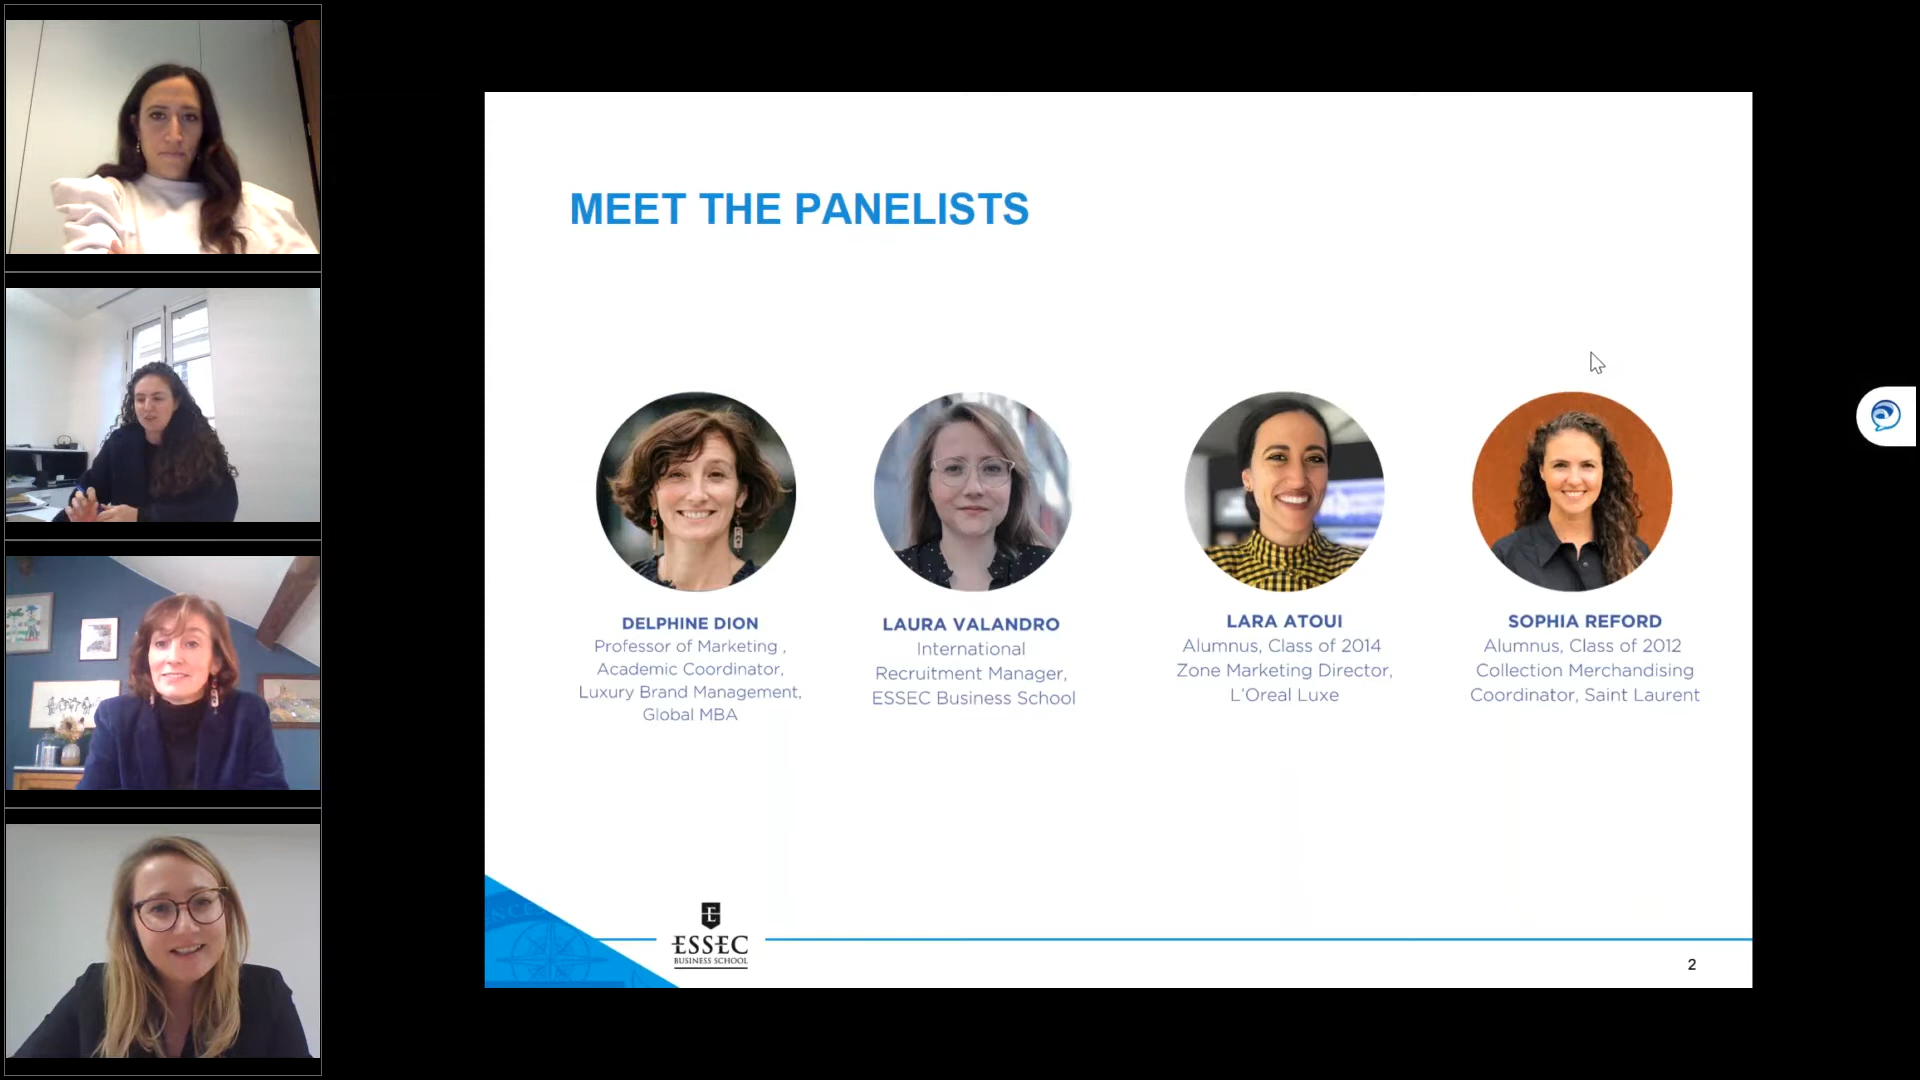 MEET THE PANELISTS
DELPHINE DION
Professor of Marketing ,
Academic Coordinator,
Luxury Brand Management,
Global MBA
LAURA VALANDRO
International
Recruitment Manager,
ESSEC Business School
LARA ATOUI
Alumnus, Class of 2014
Zone Marketing Director,
L'Oreal Luxe
SOPHIA REFORD
Alumnus, Class of 2012
Collection Merchandising
Coordinator, Saint Laurent
E
ESSEC
BUSINESS SCHOOL
2